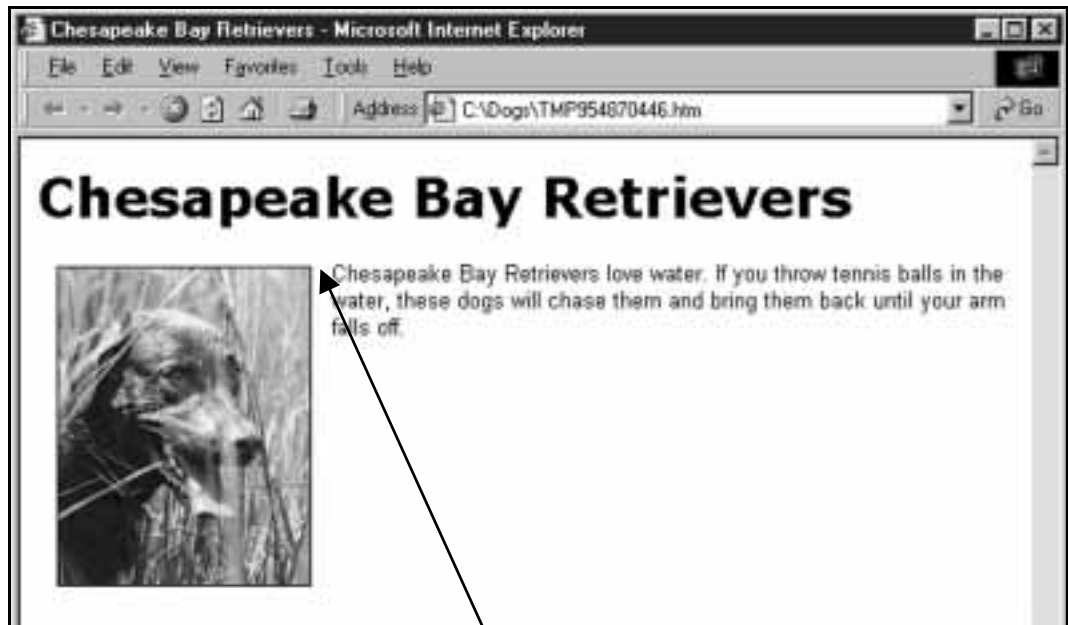 Chesapeake Bay Retrievers - Microsoft Internet Explorer
File Edit View Favorites Tools Help
Address C:\Dogs\TMP954870446.htm Go
Chesapeake Bay Retrievers
Chesapeake Bay Retrievers love water. If you throw tennis balls in the
water, these dogs will chase them and bring them back until your arm
falls off.